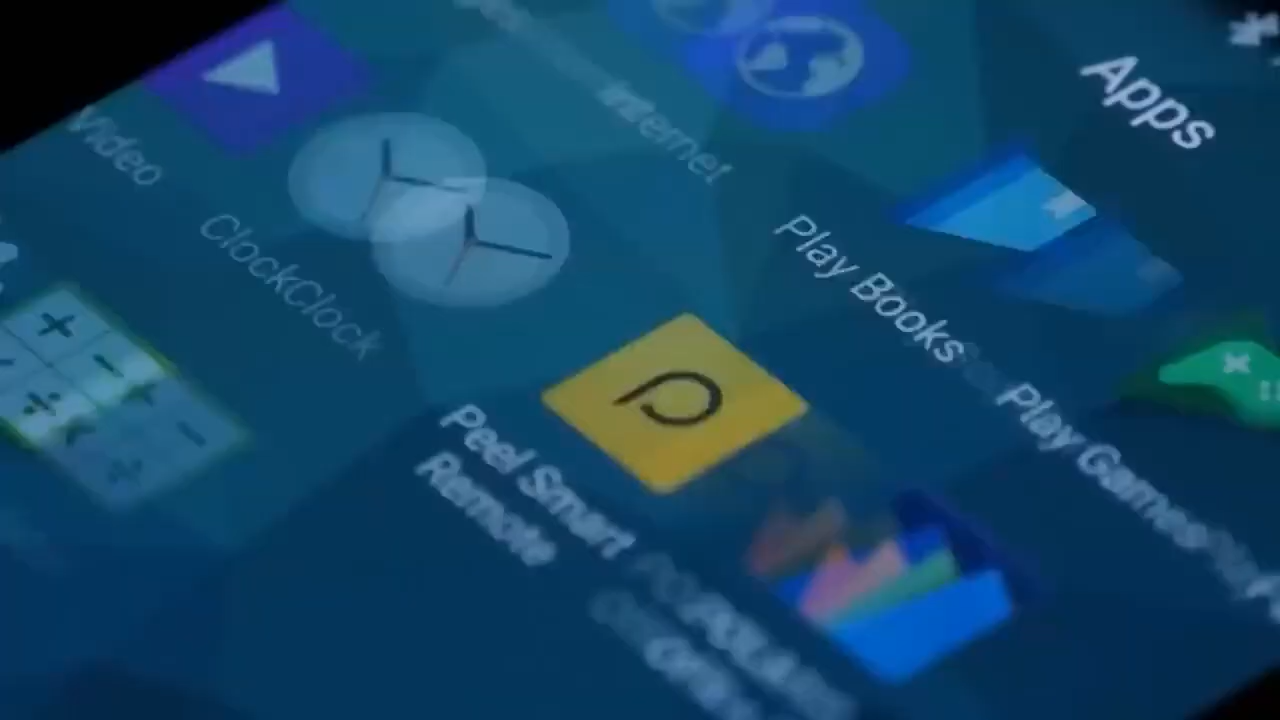 Apps
Internet
Play Books
Play Games
Video
ClockClock
Peel Smart
Remote